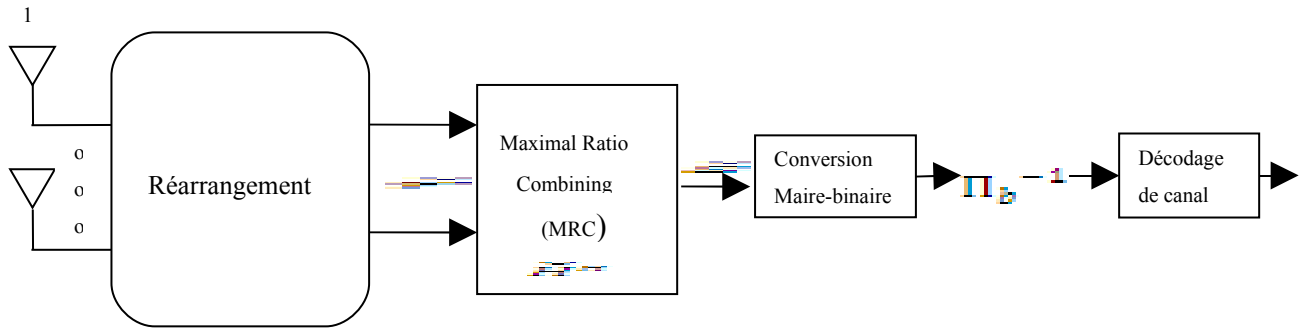 1
o
o
o
Réarrangement
Maximal Ratio
Combining
(MRC)
Conversion
Maire-binaire
Décodage
de canal